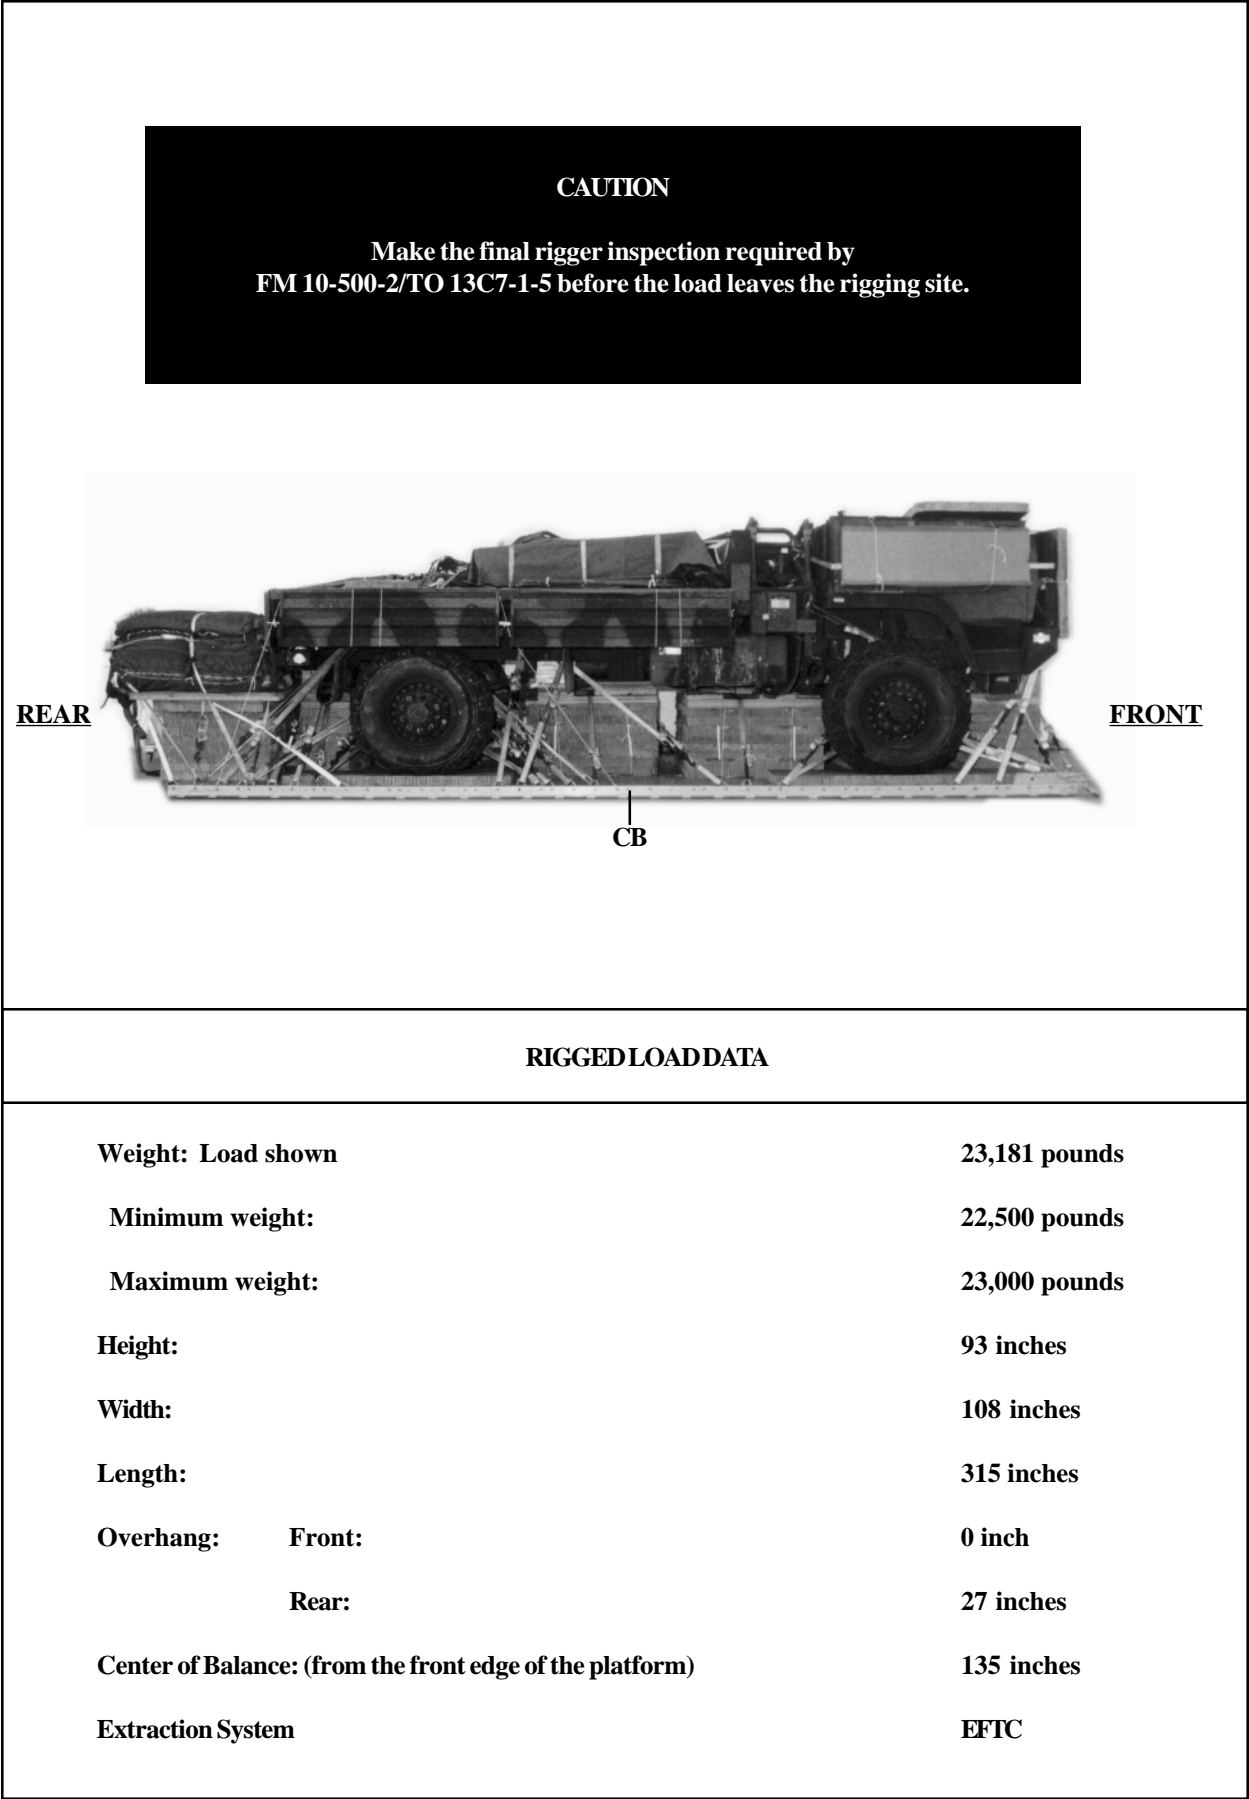 CAUTION
Make the final rigger inspection required by
FM 10-500-2/TO 13C7-1-5 before the load leaves the rigging site.
REAR
FRONT
CB
RIGGED LOAD DATA
Weight: Load shown 23,181 pounds
Minimum weight: 22,500 pounds
Maximum weight: 23,000 pounds
Height: 93 inches
Width: 108 inches
Length: 315 inches
Overhang: Front: 0 inch
Rear: 27 inches
Center of Balance: (from the front edge of the platform) 135 inches
Extraction System EFTC